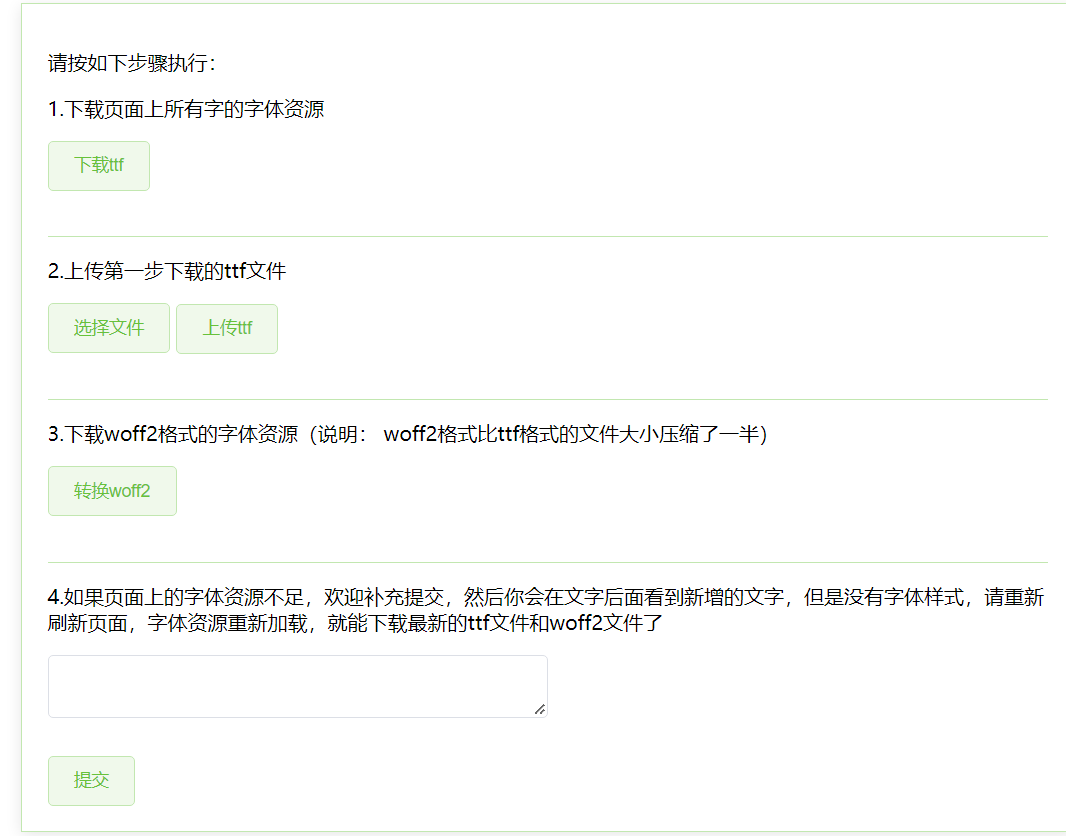 请按如下步骤执行：
1.下载页面上所有字的字体资源
下载ttf
2.上传第一步下载的ttf文件
选择文件 上传ttf
3.下载woff2格式的字体资源（说明： woff2格式比ttf格式的文件大小压缩了一半）
转换woff2
4.如果页面上的字体资源不足，欢迎补充提交，然后你会在文字后面看到新增的文字，但是没有字体样式，请重新
刷新页面，字体资源重新加载，就能下载最新的ttf文件和woff2文件了
提交